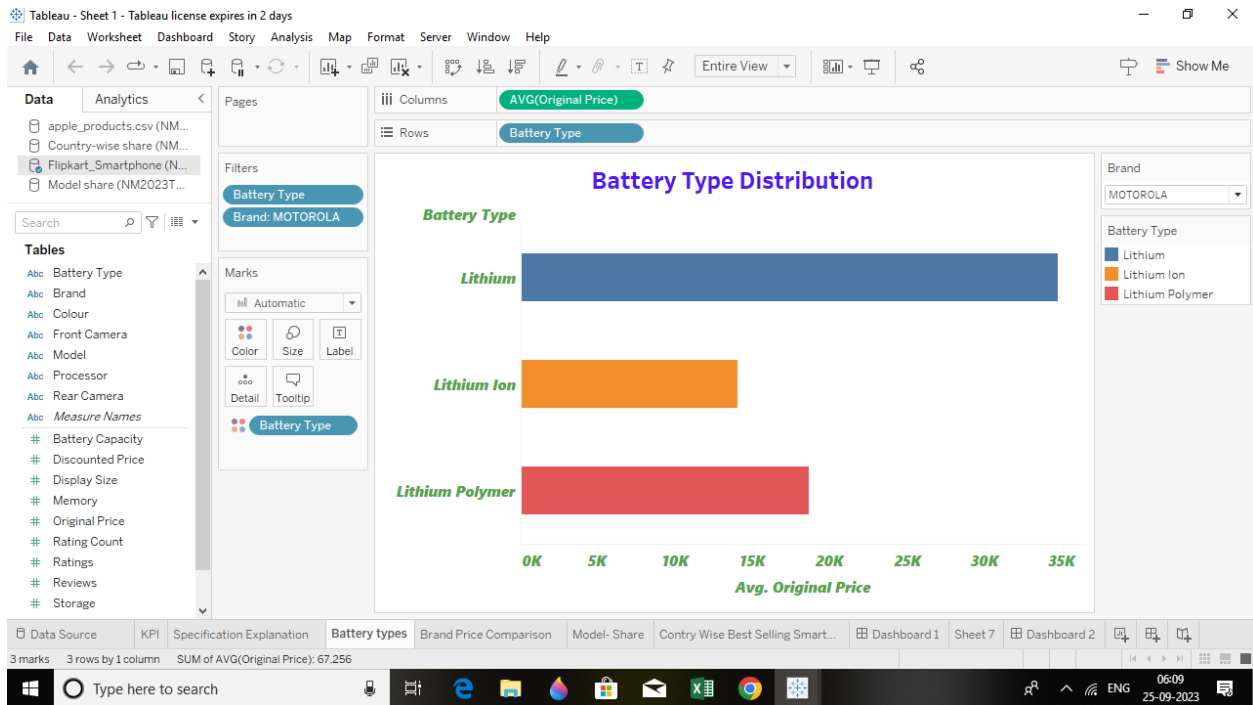 Tableau - Sheet 1 - Tableau license expires in 2 days
File Data Worksheet Dashboard Story Analysis Map Format Server Window Help
Entire View
Show Me
Data Analytics
apple_products.csv (NM...
Country-wise share (NM...
Flipkart_Smartphone (N...
Model share (NM2023T...
Search
Tables
Abc Battery Type
Abc Brand
Abc Colour
Abc Front Camera
Abc Model
Abc Processor
Abc Rear Camera
Abc Measure Names
# Battery Capacity
# Discounted Price
# Display Size
# Memory
# Original Price
# Rating Count
# Ratings
# Reviews
# Storage
Pages
Filters
Battery Type
Brand: MOTOROLA
Marks
Automatic
Color Size Label
Detail Tooltip
Battery Type
Columns AVG(Original Price)
Rows Battery Type
Battery Type Distribution
Battery Type
Lithium
Lithium Ion
Lithium Polymer
0K 5K 10K 15K 20K 25K 30K 35K
Avg. Original Price
Brand
MOTOROLA
Battery Type
Lithium
Lithium Ion
Lithium Polymer
Data Source KPI Specification Explanation Battery types Brand Price Comparison Model- Share Contry Wise Best Selling Smart... Dashboard 1 Sheet 7 Dashboard 2
3 marks 3 rows by 1 column SUM of AVG(Original Price): 67,256
Type here to search
ENG
06:09
25-09-2023